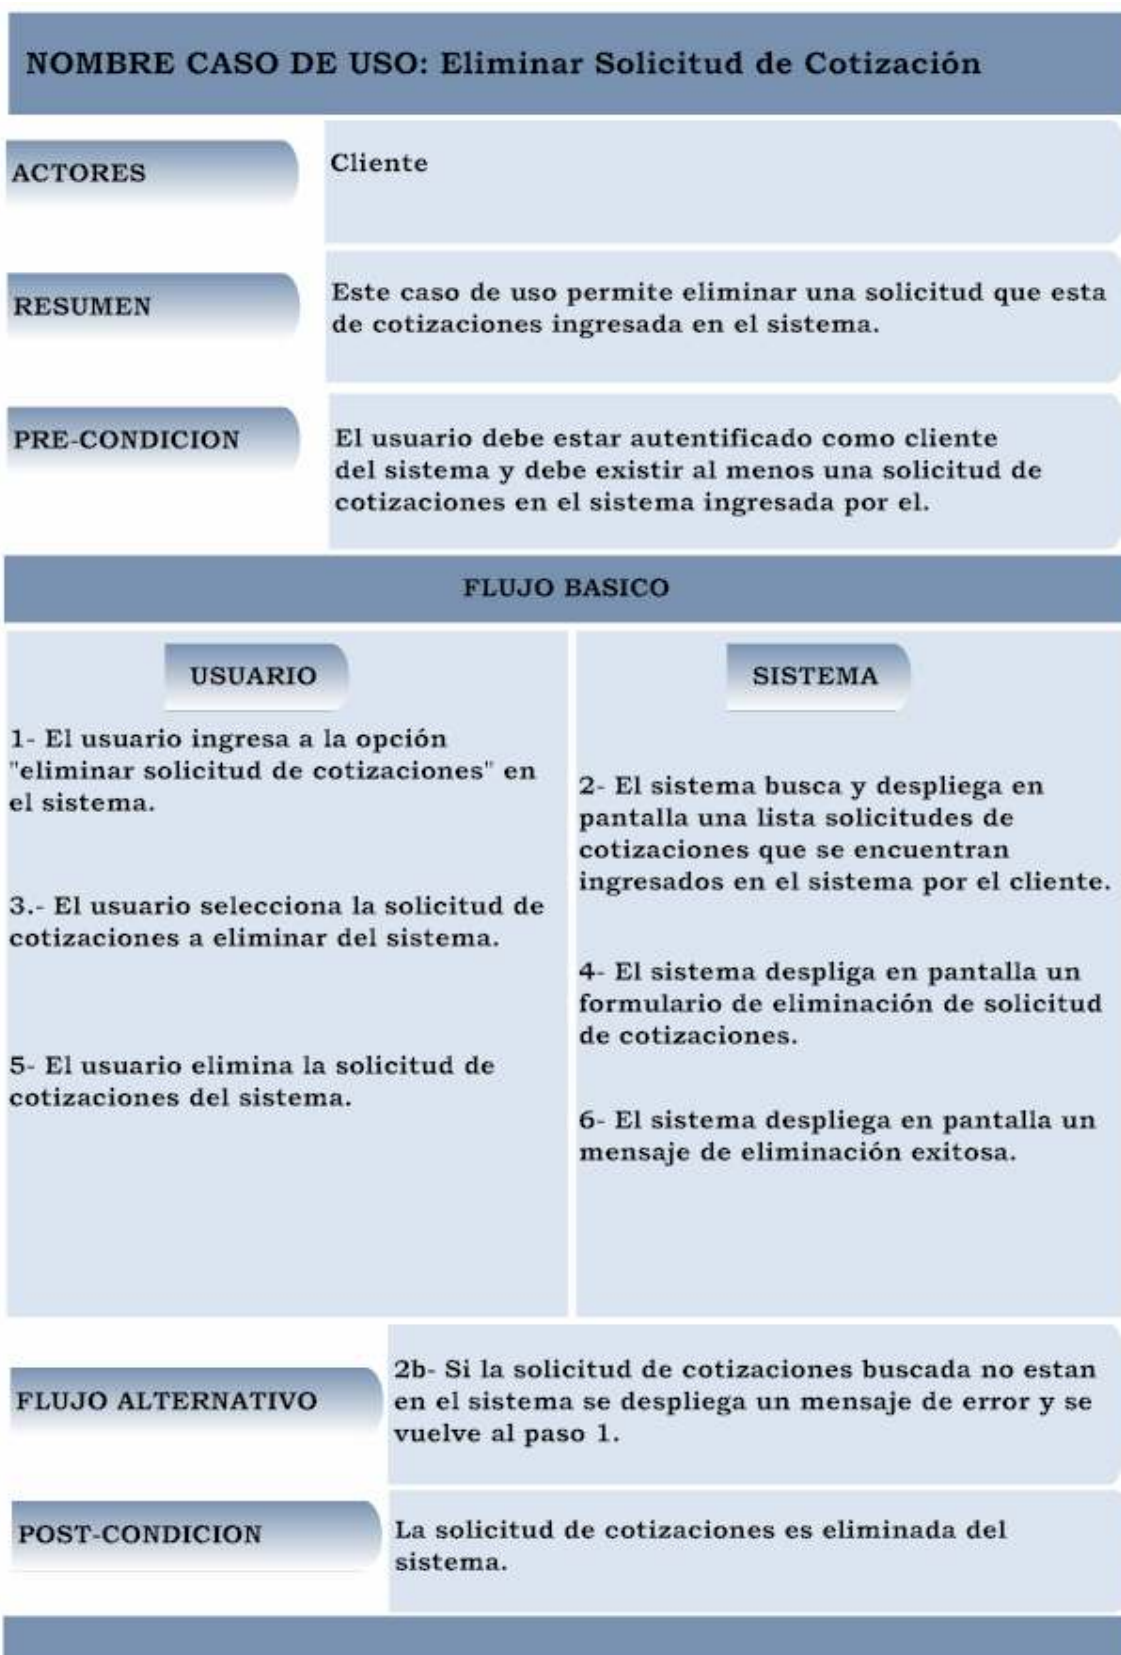 NOMBRE CASO DE USO: Eliminar Solicitud de Cotización
ACTORES
Cliente
RESUMEN
Este caso de uso permite eliminar una solicitud que esta
de cotizaciones ingresada en el sistema.
PRE-CONDICION
El usuario debe estar autentificado como cliente
del sistema y debe existir al menos una solicitud de
cotizaciones en el sistema ingresada por el.
FLUJO BASICO
USUARIO
1- El usuario ingresa a la opción
"eliminar solicitud de cotizaciones" en
el sistema.
3.- El usuario selecciona la solicitud de
cotizaciones a eliminar del sistema.
5- El usuario elimina la solicitud de
cotizaciones del sistema.
SISTEMA
2- El sistema busca y despliega en
pantalla una lista solicitudes de
cotizaciones que se encuentran
ingresados en el sistema por el cliente.
4- El sistema despliga en pantalla un
formulario de eliminación de solicitud
de cotizaciones.
6- El sistema despliega en pantalla un
mensaje de eliminación exitosa.
FLUJO ALTERNATIVO
2b- Si la solicitud de cotizaciones buscada no estan
en el sistema se despliega un mensaje de error y se
vuelve al paso 1.
POST-CONDICION
La solicitud de cotizaciones es eliminada del
sistema.